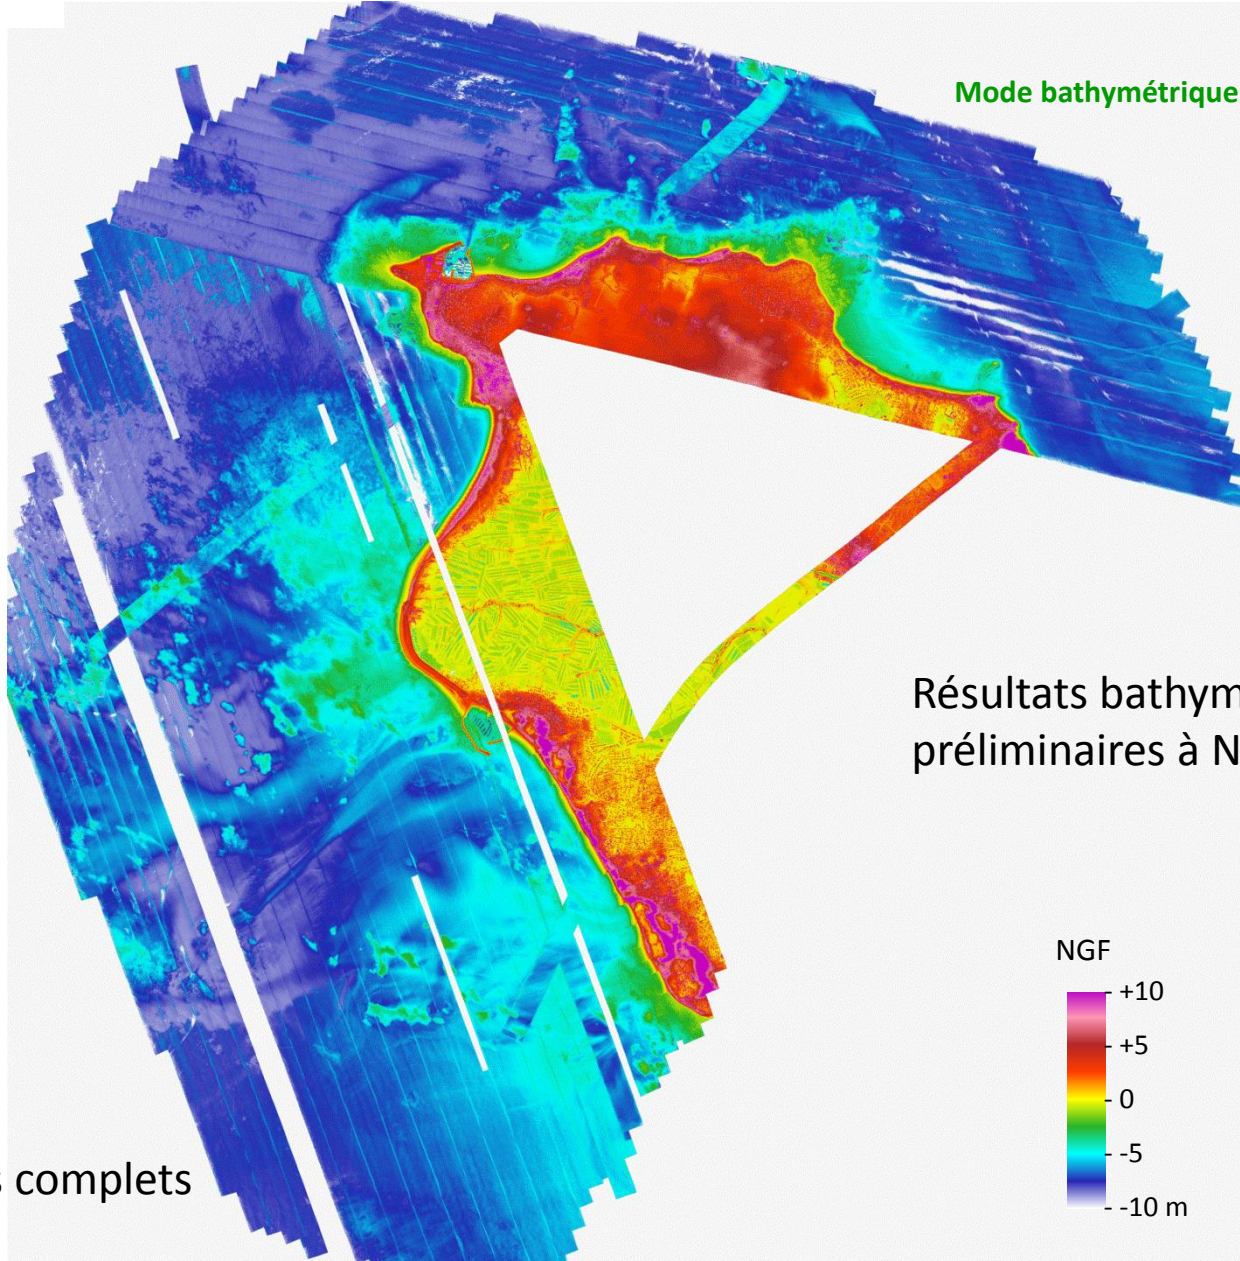 Mode bathymétrique
Résultats bathym
préliminaires à N
NGF
+10
+5
0
-5
-10 m
s complets